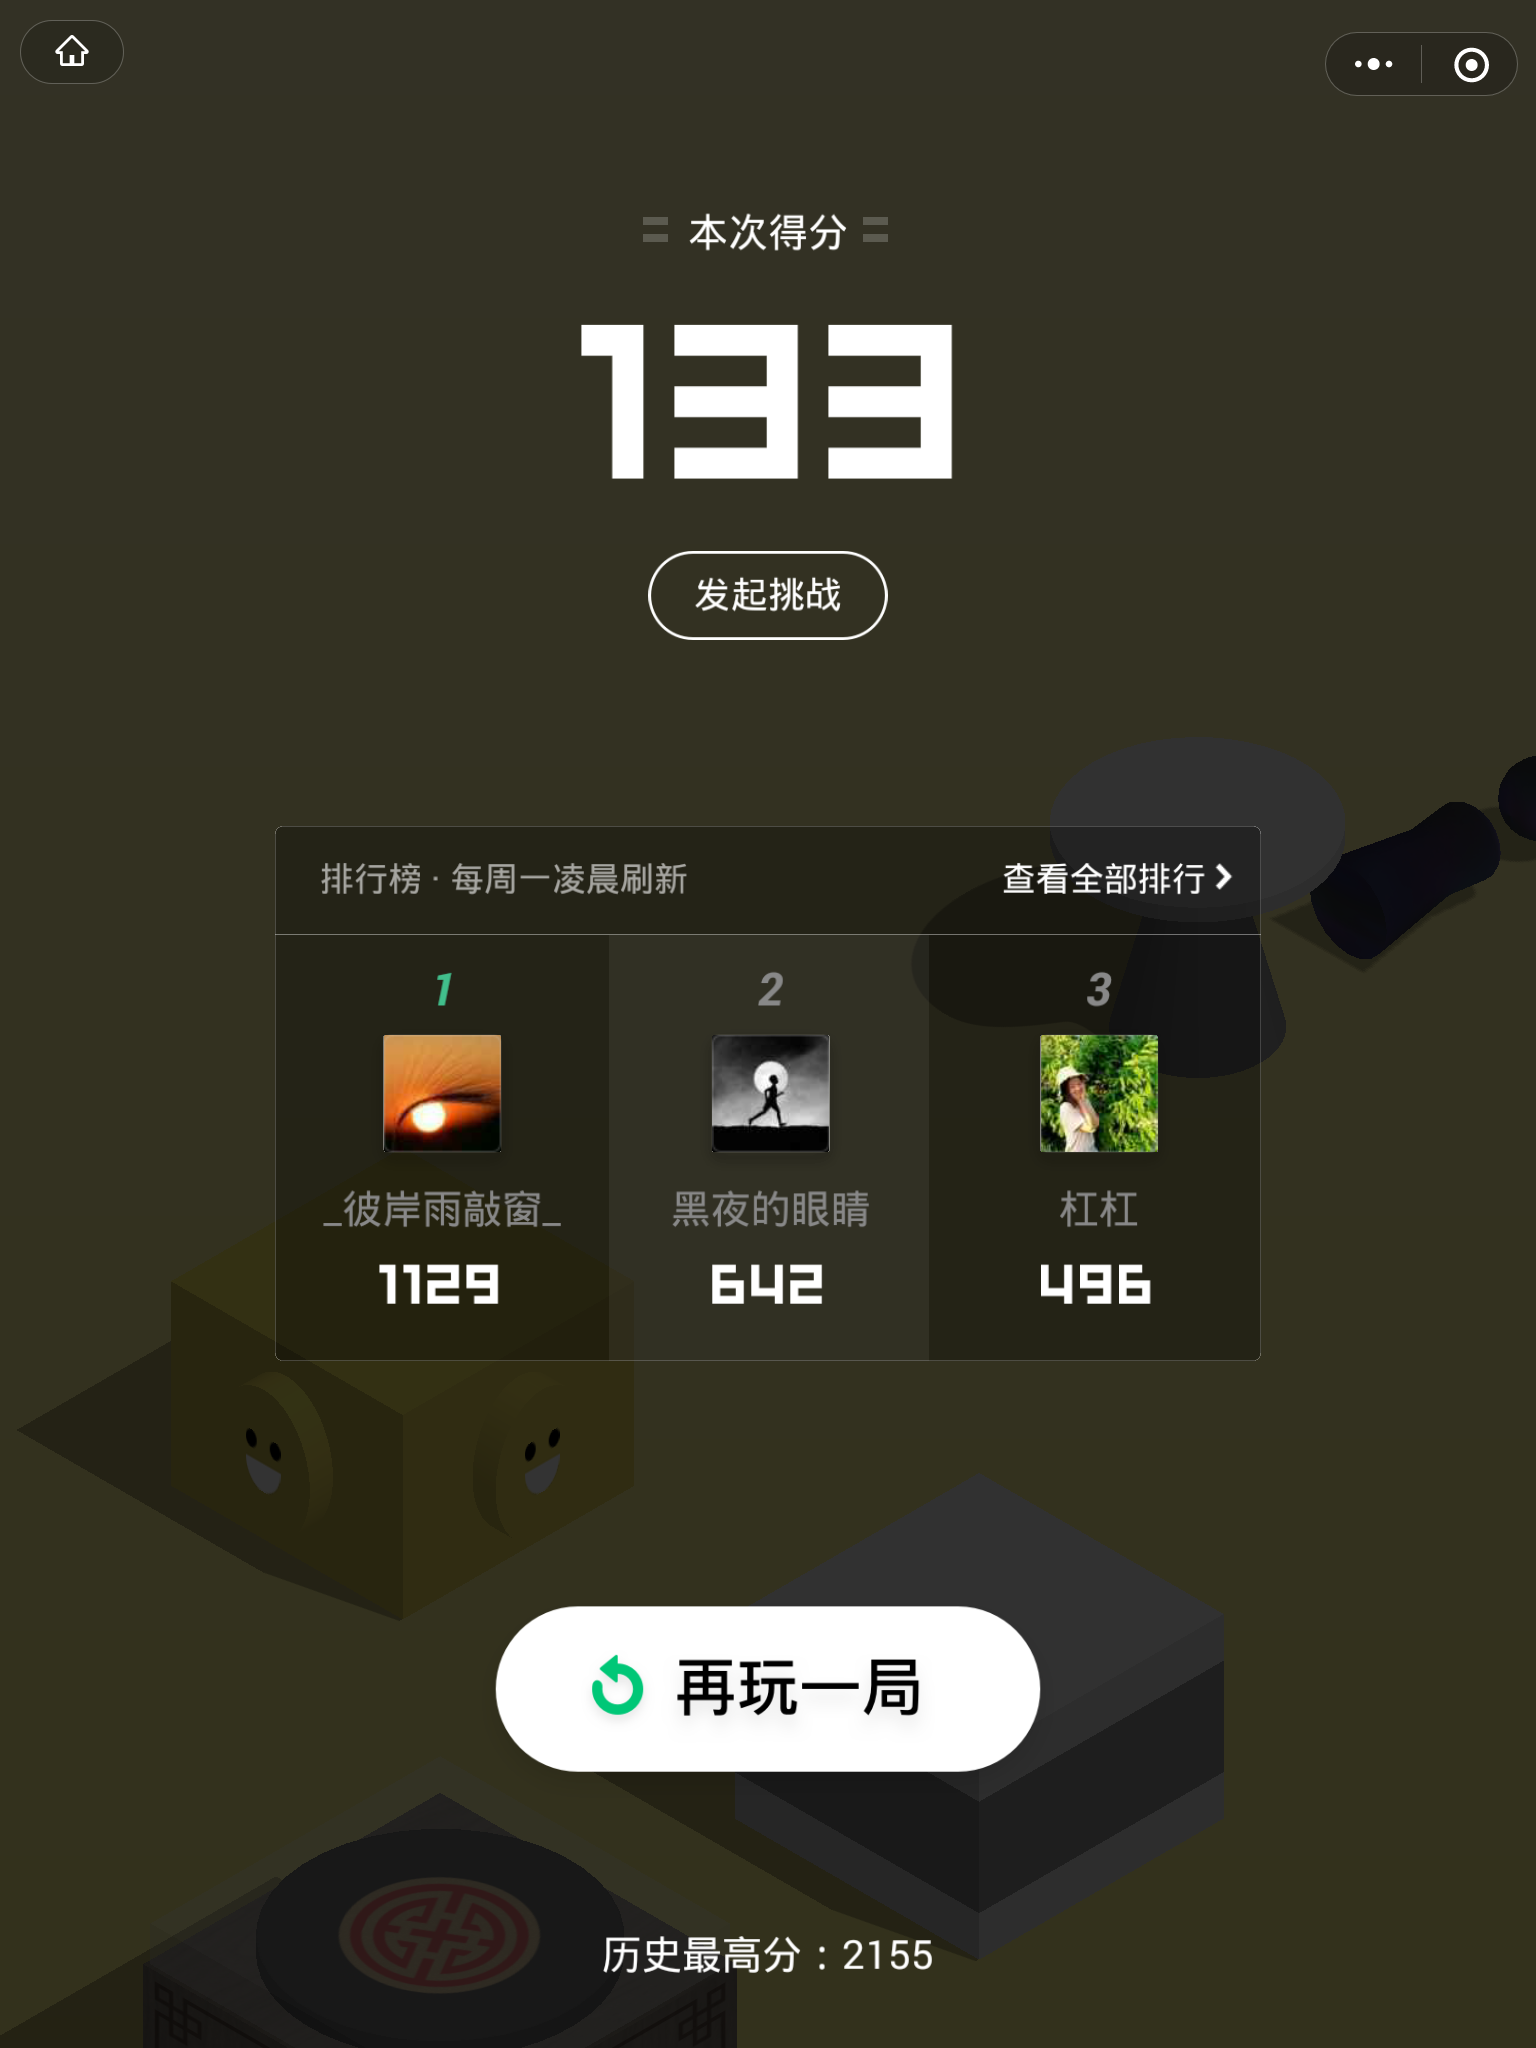 本次得分
133
发起挑战
排行榜 · 每周一凌晨刷新
查看全部排行
1
2
3
_彼岸雨敲窗_
黑夜的眼睛
杠杠
1129
642
496
再玩一局
历史最高分：2155